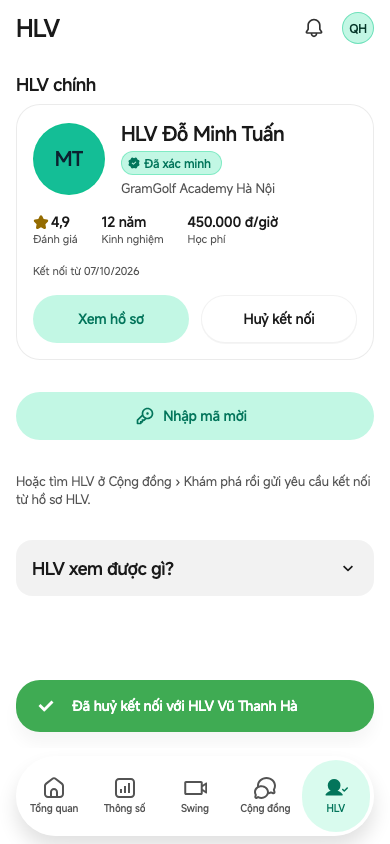 HLV
QH
HLV chính
MT
HLV Đỗ Minh Tuấn
Đã xác minh
GramGolf Academy Hà Nội
4,9
Đánh giá
12 năm
Kinh nghiệm
450.000 đ/giờ
Học phí
Kết nối từ 07/10/2026
Xem hồ sơ
Huỷ kết nối
Nhập mã mời
Hoặc tìm HLV ở Cộng đồng › Khám phá rồi gửi yêu cầu kết nối
từ hồ sơ HLV.
HLV xem được gì?
Đã huỷ kết nối với HLV Vũ Thanh Hà
Tổng quan
Thông số
Swing
Cộng đồng
HLV